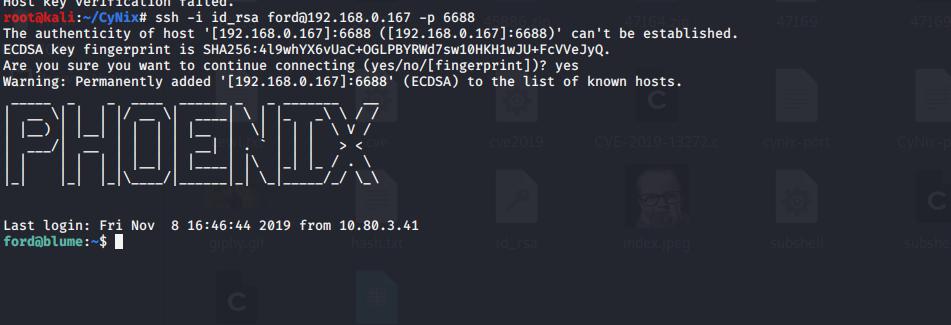 Host key verification failed.
root@kali:~/CyNix# ssh -i id_rsa ford@192.168.0.167 -p 6688
The authenticity of host '[192.168.0.167]:6688 ([192.168.0.167]:6688)' can't be established.
ECDSA key fingerprint is SHA256:4l9whYX6vUaC+OGLPBYRWd7sw10HKH1wJU+FcVVeJyQ.
Are you sure you want to continue connecting (yes/no/[fingerprint])? yes
Warning: Permanently added '[192.168.0.167]:6688' (ECDSA) to the list of known hosts.
PHOENIX
Last login: Fri Nov  8 16:46:44 2019 from 10.80.3.41
ford@blume:~$
45886.zip 47164.zip 47169
cve cve2019 CVE-2019-13272.c cyNix-port
giphy.gif hash.txt id_rsa index.jpeg subshell